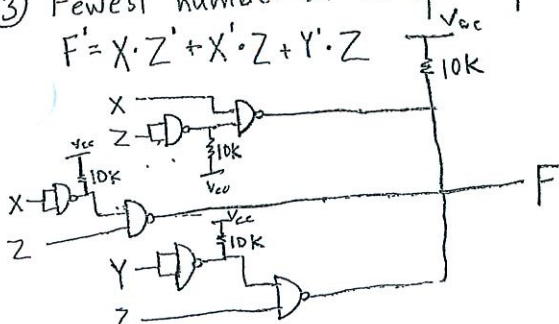 ③ Fewest number
F' = X·Z' + X'·Z + Y'·Z
Vcc
10K
X
Z
10K
Vcc
Vcc
10K
X
Z
F
Vcc
10K
Y
Z